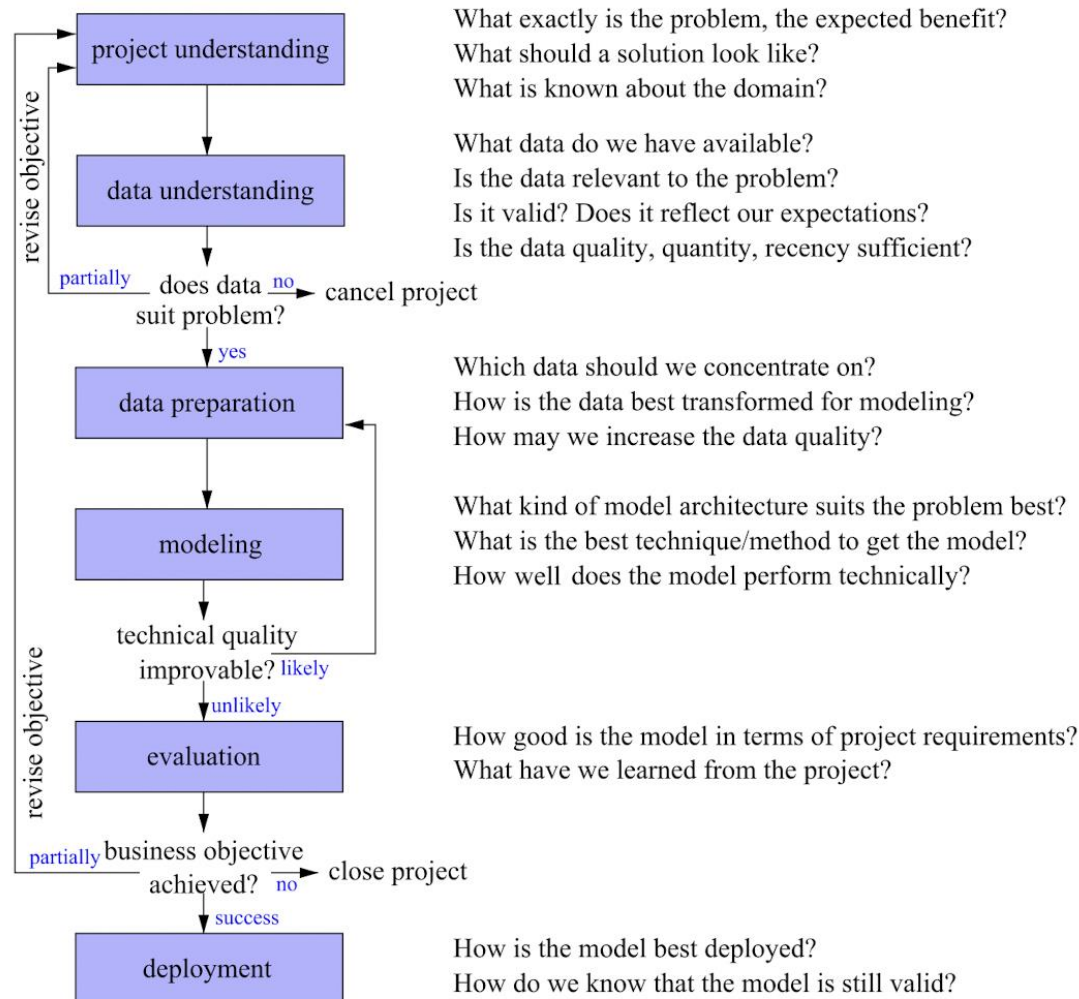 What exactly is the problem, the expected benefit?
project understanding
What should a solution look like?
What is known about the domain?
revise objective
What data do we have available?
data understanding
Is the data relevant to the problem?
Is it valid? Does it reflect our expectations?
Is the data quality, quantity, recency sufficient?
partially
does data
no
cancel project
suit problem?
yes
Which data should we concentrate on?
data preparation
How is the data best transformed for modeling?
How may we increase the data quality?
What kind of model architecture suits the problem best?
modeling
What is the best technique/method to get the model?
How well does the model perform technically?
technical quality
improvable?
likely
unlikely
revise objective
How good is the model in terms of project requirements?
evaluation
What have we learned from the project?
partially
business objective
achieved?
no
close project
success
How is the model best deployed?
deployment
How do we know that the model is still valid?